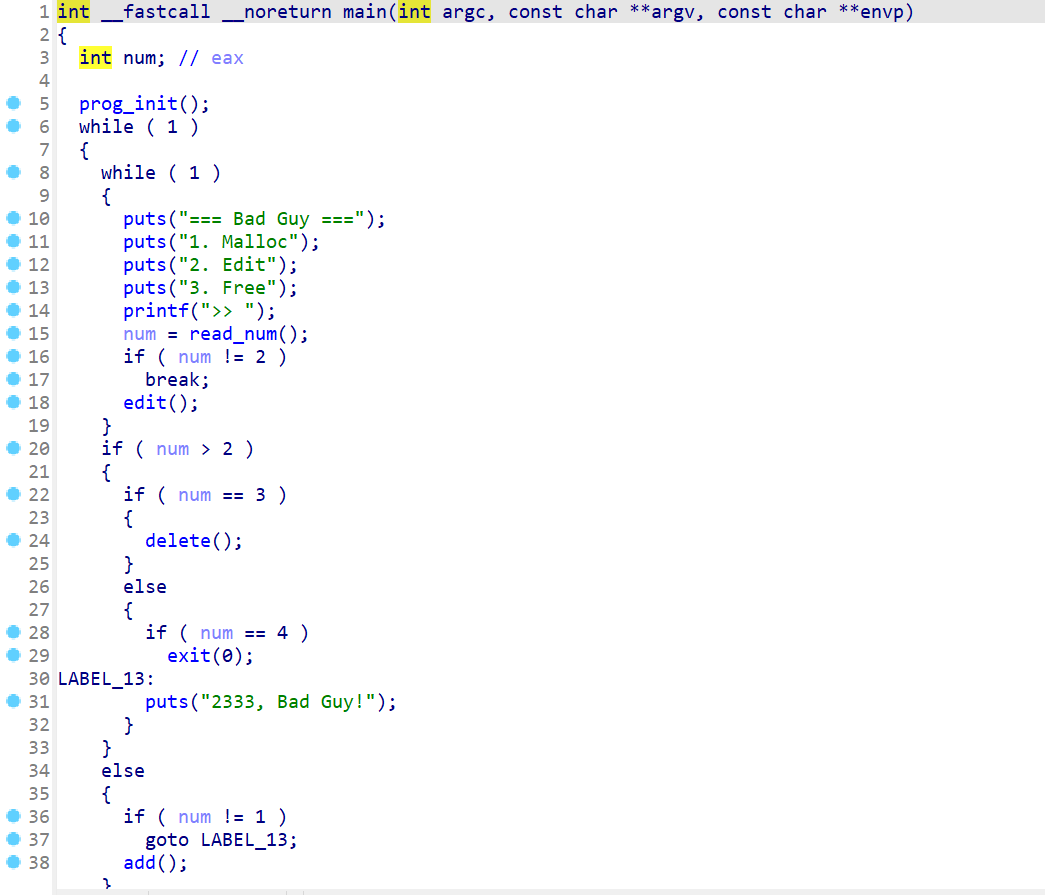 1 int __fastcall __noreturn main(int argc, const char **argv, const char **envp)
2 {
3   int num; // eax
4
5   prog_init();
6   while ( 1 )
7   {
8     while ( 1 )
9     {
10       puts("=== Bad Guy ===");
11       puts("1. Malloc");
12       puts("2. Edit");
13       puts("3. Free");
14       printf(">> ");
15       num = read_num();
16       if ( num != 2 )
17         break;
18       edit();
19     }
20     if ( num > 2 )
21     {
22       if ( num == 3 )
23       {
24         delete();
25       }
26       else
27       {
28         if ( num == 4 )
29           exit(0);
30 LABEL_13:
31         puts("2333, Bad Guy!");
32       }
33     }
34     else
35     {
36       if ( num != 1 )
37         goto LABEL_13;
38       add();
    }